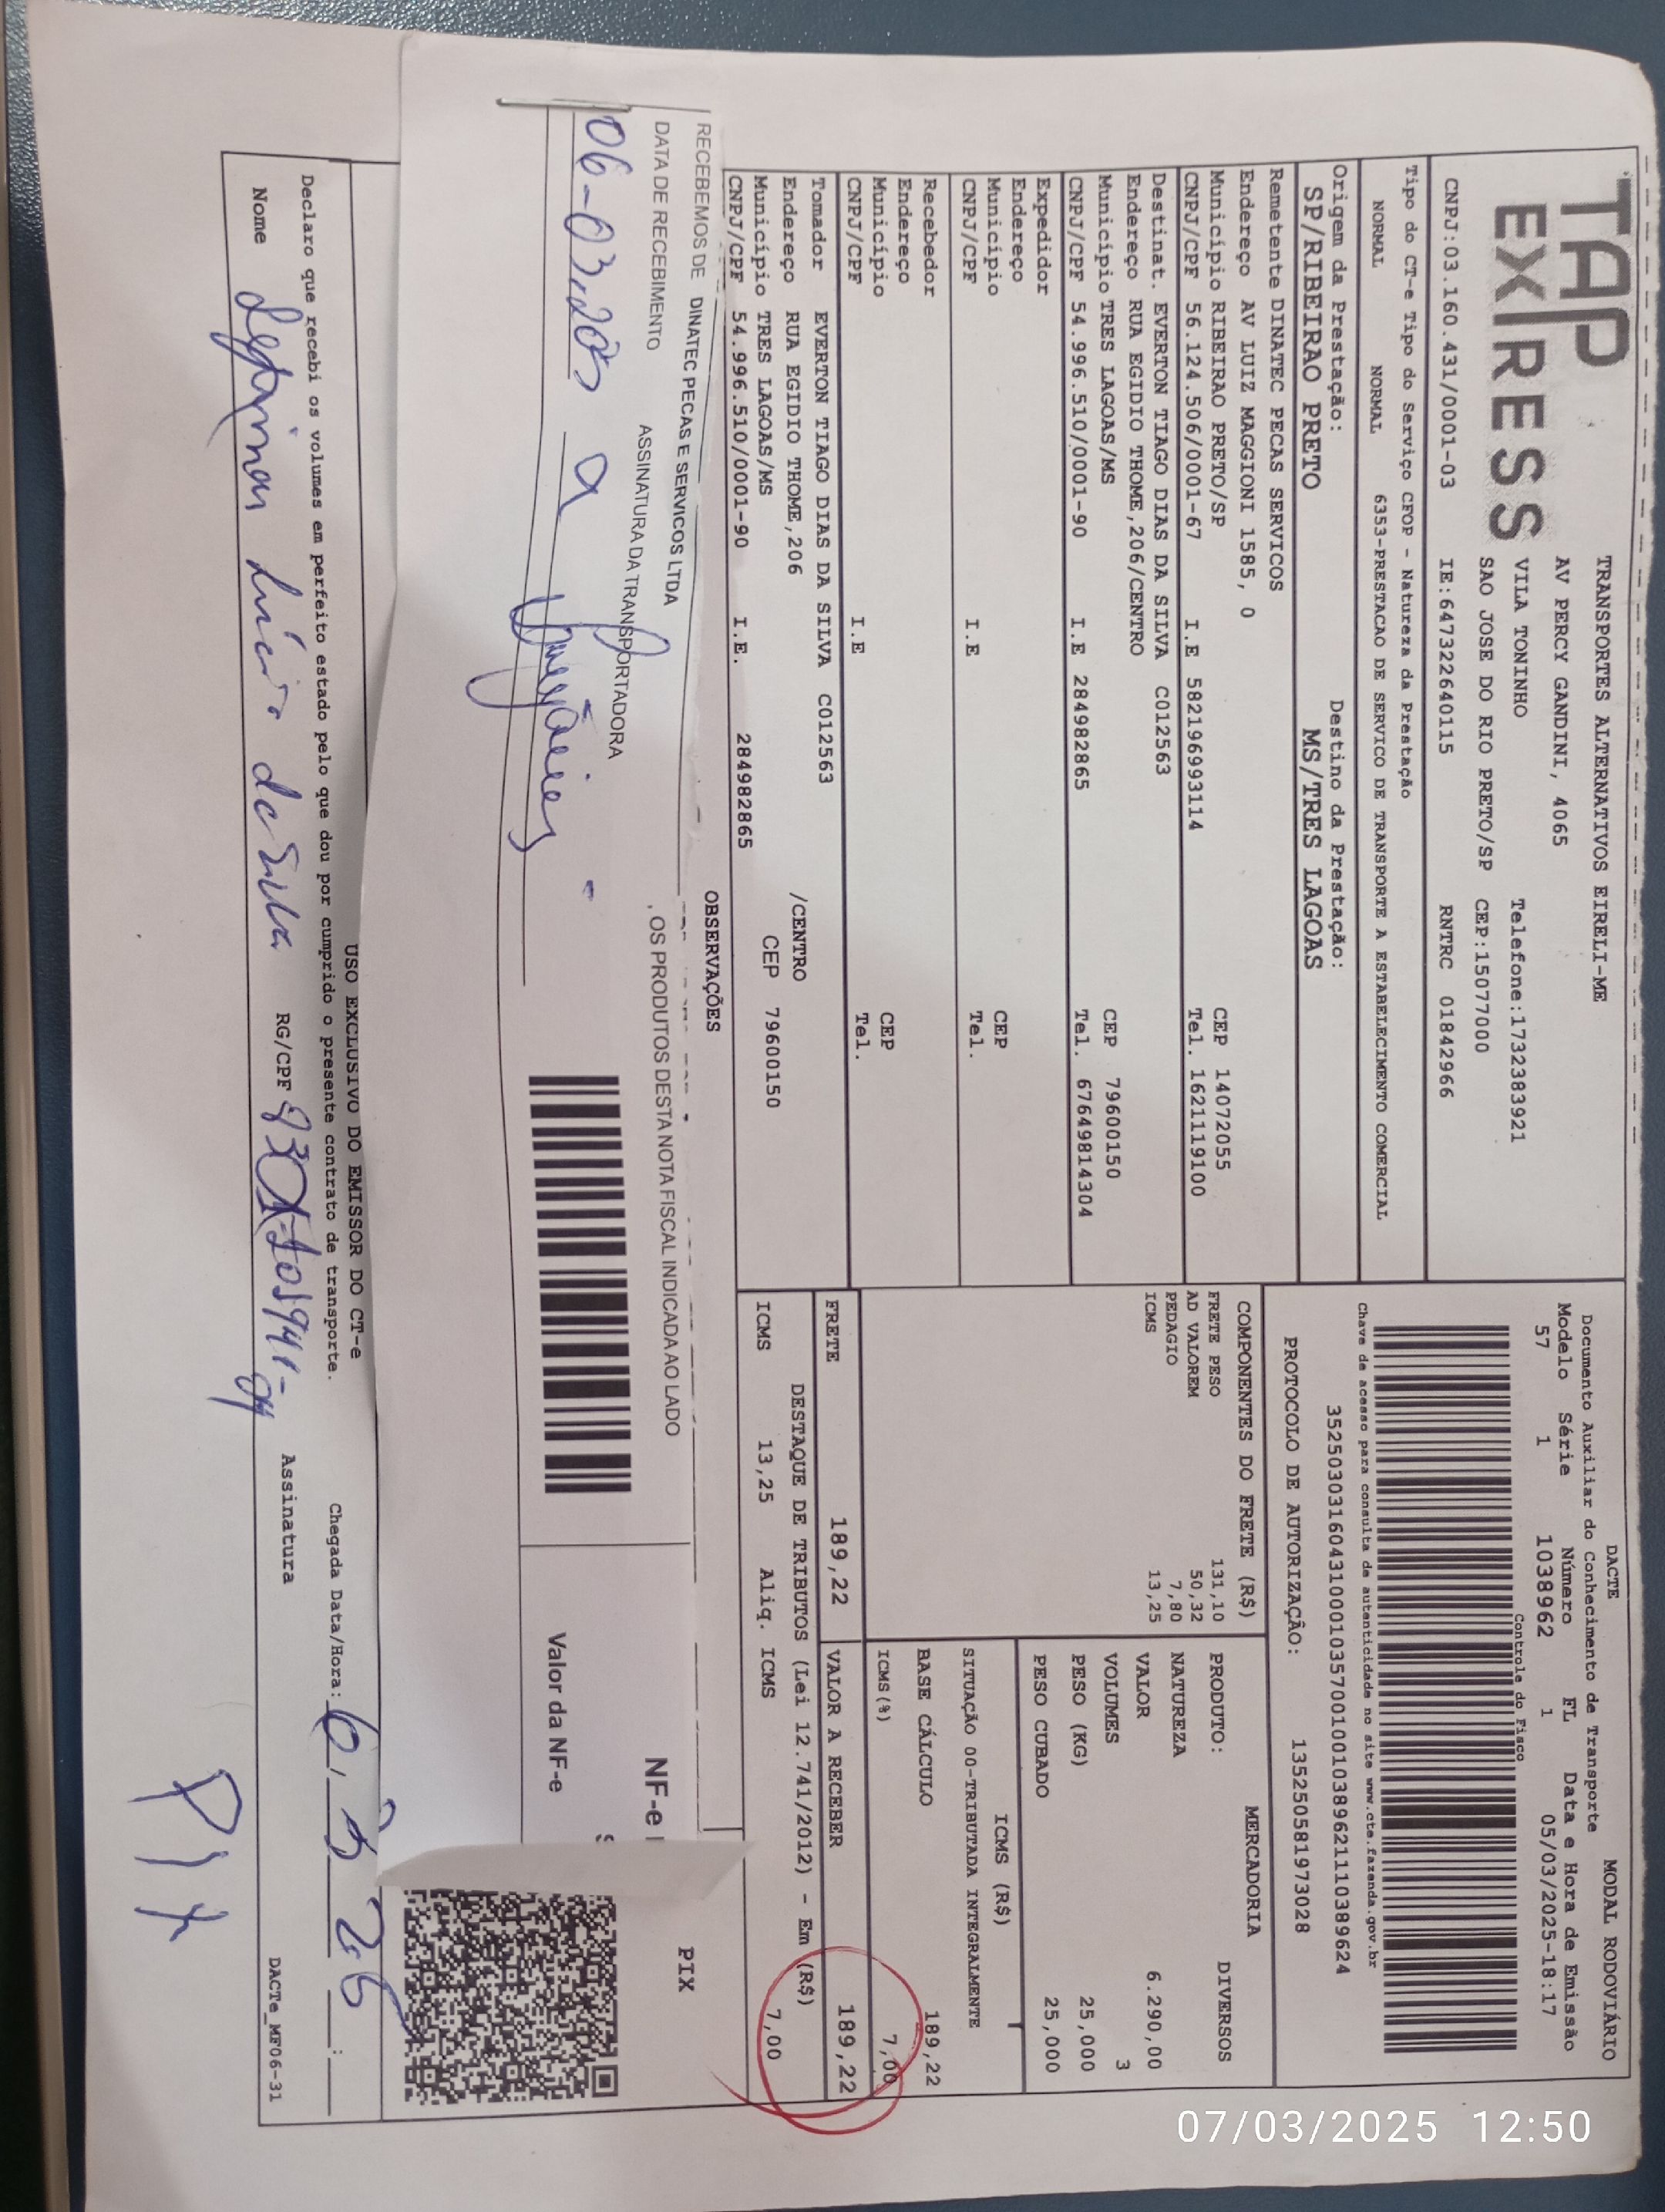 TAP
EXPRESS
TRANSPORTES ALTERNATIVOS EIRELI-ME
AV PERCY GANDINI, 4065
VILA TONINHO Telefone:1732383921
SAO JOSE DO RIO PRETO/SP CEP:15077000
CNPJ:03.160.431/0001-03 IE:647322640115 RNTRC 01842966
DACTE MODAL RODOVIÁRIO
Documento Auxiliar do Conhecimento de Transporte
Modelo Série Número FL Data e Hora de Emissão
57 1 1038962 1 05/03/2025-18:17
Controle do Fisco
Chave de acesso para consulta de autenticidade no site www.cte.fazenda.gov.br
35250303160431000103570010010389621110389624
PROTOCOLO DE AUTORIZAÇÃO: 135250581973028
Tipo do CT-e Tipo do Serviço CFOP - Natureza da Prestação
NORMAL NORMAL 6353-PRESTACAO DE SERVICO DE TRANSPORTE A ESTABELECIMENTO COMERCIAL
Origem da Prestação: Destino da Prestação:
SP/RIBEIRAO PRETO MS/TRES LAGOAS
Remetente DINATEC PECAS SERVICOS
Endereço AV LUIZ MAGGIONI 1585, 0
Município RIBEIRAO PRETO/SP CEP 14072055
CNPJ/CPF 56.124.506/0001-67 I.E 582196993114 Tel. 1621119100
Destinat. EVERTON TIAGO DIAS DA SILVA C012563
Endereço RUA EGIDIO THOME,206/CENTRO
Município TRES LAGOAS/MS CEP 79600150
CNPJ/CPF 54.996.510/0001-90 I.E 284982865 Tel. 67649814304
Expedidor
Endereço
Município CEP
CNPJ/CPF I.E Tel.
Recebedor
Endereço
Município CEP
CNPJ/CPF I.E Tel.
Tomador EVERTON TIAGO DIAS DA SILVA C012563
Endereço RUA EGIDIO THOME,206 /CENTRO
Município TRES LAGOAS/MS CEP 79600150
CNPJ/CPF 54.996.510/0001-90 I.E. 284982865
COMPONENTES DO FRETE (R$)
FRETE PESO 131,10
AD VALOREM 50,32
PEDAGIO 7,80
ICMS 13,25
MERCADORIA
PRODUTO: DIVERSOS
NATUREZA
VALOR 6.290,00
VOLUMES 3
PESO (KG) 25,000
PESO CUBADO 25,000
ICMS (R$)
SITUAÇÃO 00-TRIBUTADA INTEGRALMENTE
BASE CÁLCULO 189,22
ICMS(%) 7,00
FRETE 189,22 VALOR A RECEBER 189,22
DESTAQUE DE TRIBUTOS (Lei 12.741/2012) - Em (R$)
ICMS 13,25 Aliq. ICMS 7,00
OBSERVAÇÕES
RECEBEMOS DE DINATEC PECAS E SERVICOS LTDA , OS PRODUTOS DESTA NOTA FISCAL INDICADA AO LADO
DATA DE RECEBIMENTO ASSINATURA DA TRANSPORTADORA
06-03-2025
NF-e
Valor da NF-e
PIX
USO EXCLUSIVO DO EMISSOR DO CT-e
Declaro que recebi os volumes em perfeito estado pelo que dou por cumprido o presente contrato de transporte.
Chegada Data/Hora:
Nome Lúcio da Silva RG/CPF Assinatura
DACTe_MF06-31
PIX
07/03/2025 12:50